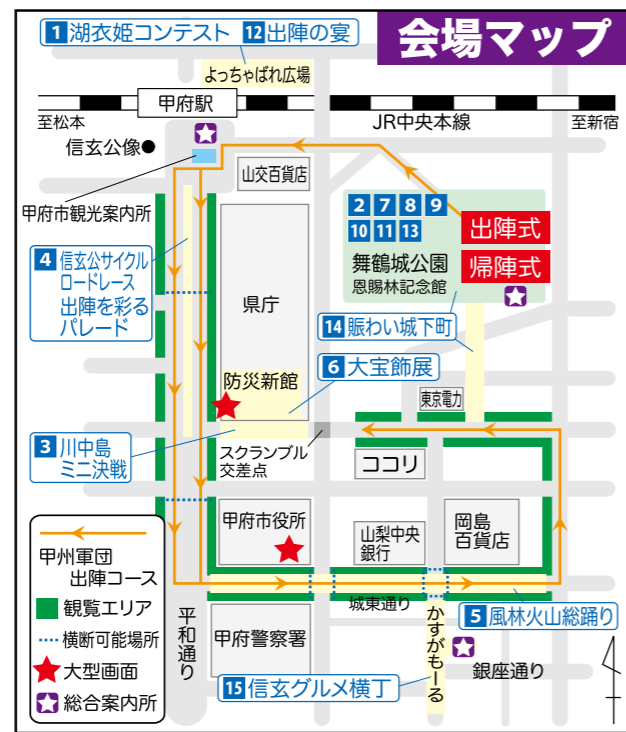 会場マップ
1 湖衣姫コンテスト 12 出陣の宴
よっちゃばれ広場
甲府駅
至松本
JR中央本線
至新宿
信玄公像
山交百貨店
甲府市観光案内所
2 7 8 9
10 11 13
出陣式
帰陣式
舞鶴城公園
恩賜林記念館
4 信玄公サイクル
ロードレース
出陣を彩る
パレード
県庁
14 賑わい城下町
6 大宝飾展
防災新館
東京電力
3 川中島
ミニ決戦
スクランブル
交差点
ココリ
甲府市役所
山梨中央
銀行
岡島
百貨店
甲州軍団
出陣コース
観覧エリア
横断可能場所
大型画面
総合案内所
平和通り
城東通り
5 風林火山総踊り
甲府警察署
かすがもーる
銀座通り
15 信玄グルメ横丁